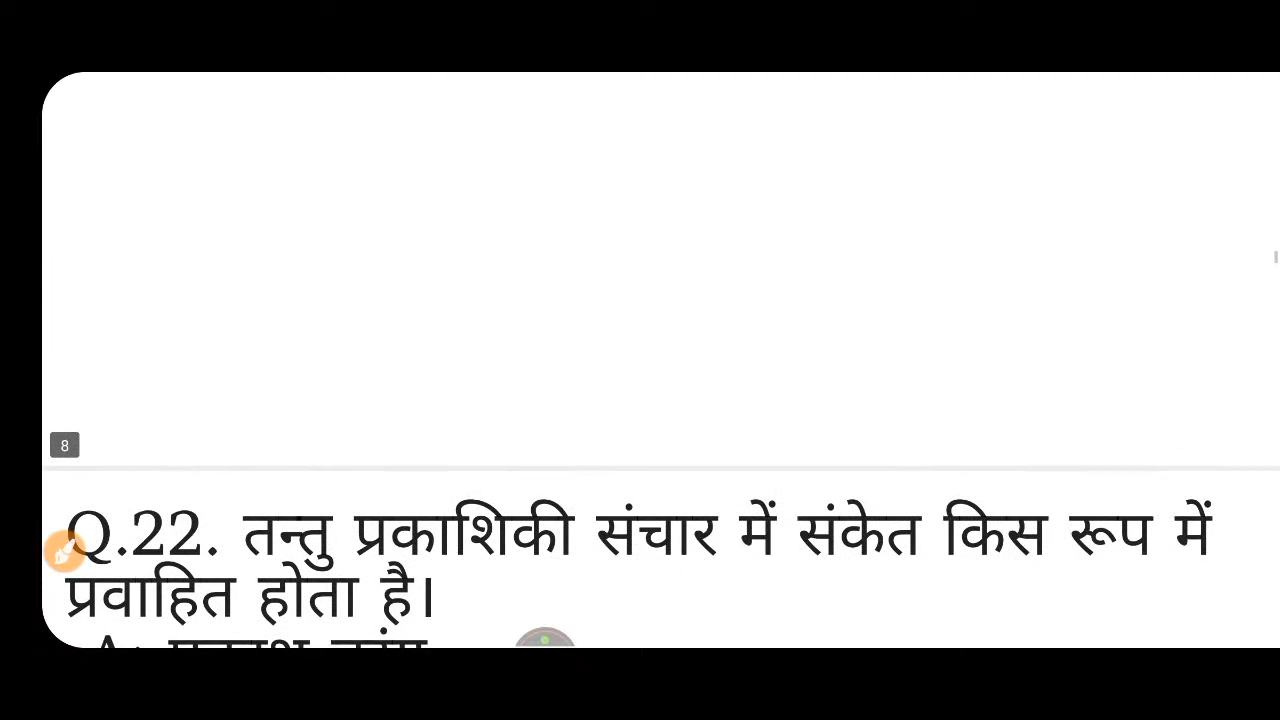 8
Q.22. तन्तु प्रकाशिकी संचार में संकेत किस रूप में
प्रवाहित होता है।